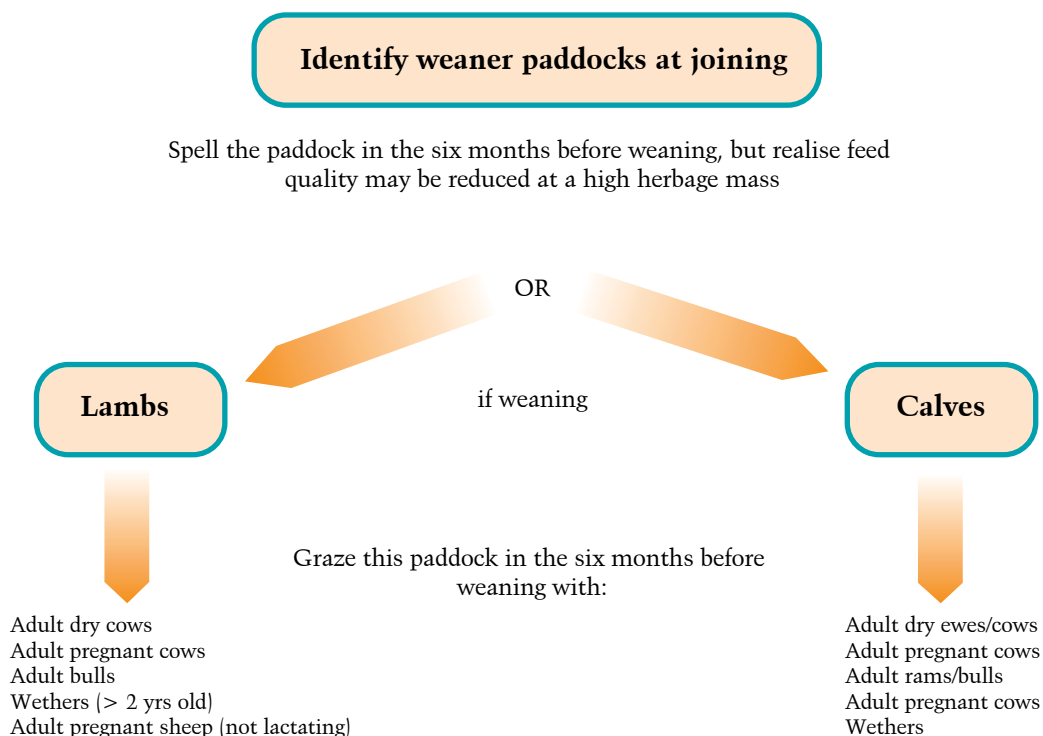 Identify weaner paddocks at joining
Spell the paddock in the six months before weaning, but realise feed
quality may be reduced at a high herbage mass
OR
Lambs
if weaning
Calves
Graze this paddock in the six months before
weaning with:
Adult dry cows
Adult pregnant cows
Adult bulls
Wethers (> 2 yrs old)
Adult pregnant sheep (not lactating)
Adult dry ewes/cows
Adult pregnant cows
Adult rams/bulls
Adult pregnant cows
Wethers